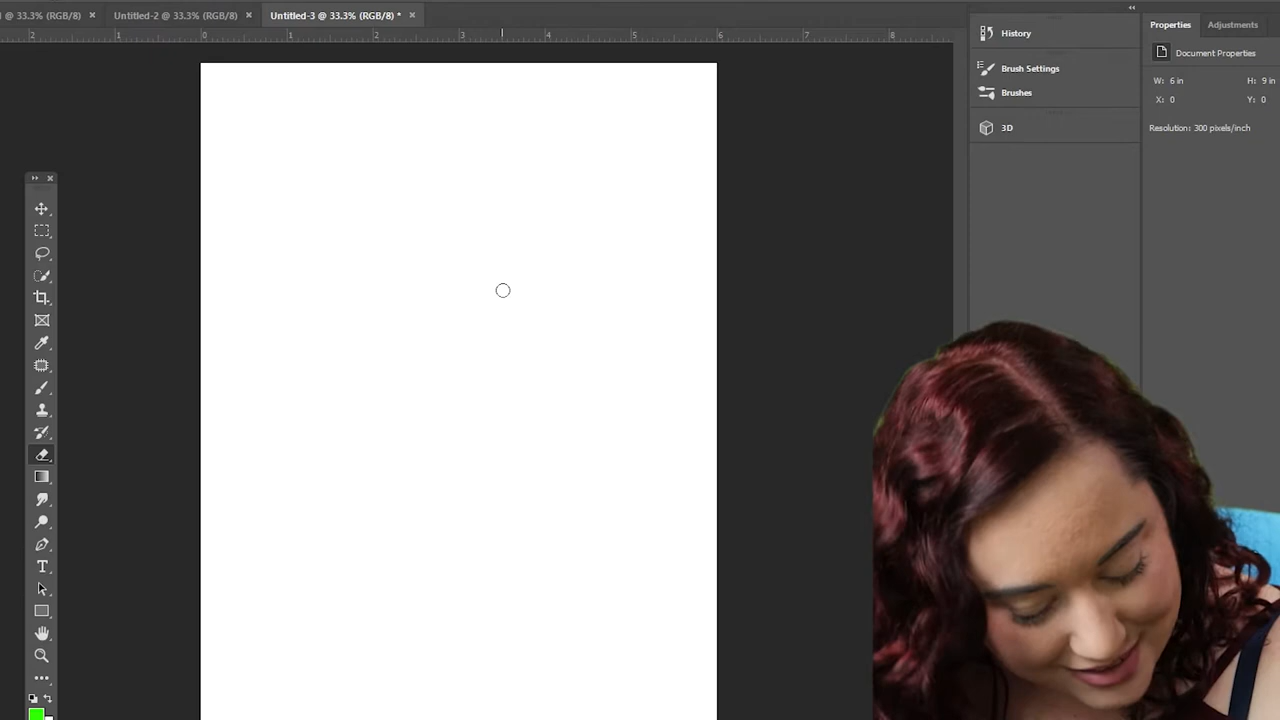 @ 33.3% (RGB/8) × Untitled-2 @ 33.3% (RGB/8) × Untitled-3 @ 33.3% (RGB/8) * ×
2 1 0 1 2 3 4 5 6 7 8
History
Brush Settings
Brushes
3D
Properties Adjustments
Document Properties
W: 6 in H: 9 in
X: 0 Y: 0
Resolution: 300 pixels/inch